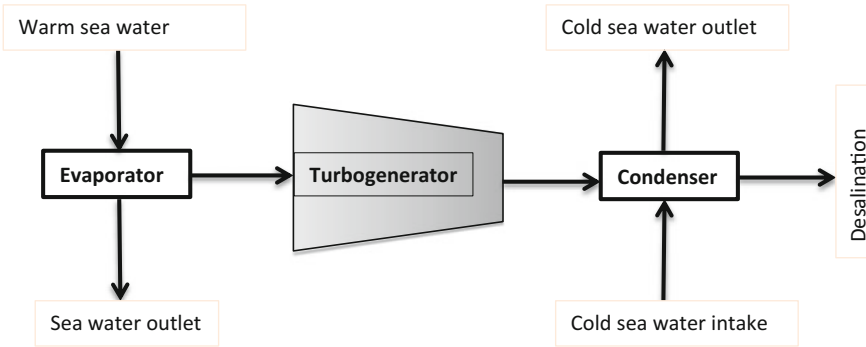 Warm sea water
Cold sea water outlet
Evaporator
Turbogenerator
Condenser
Desalination
Sea water outlet
Cold sea water intake